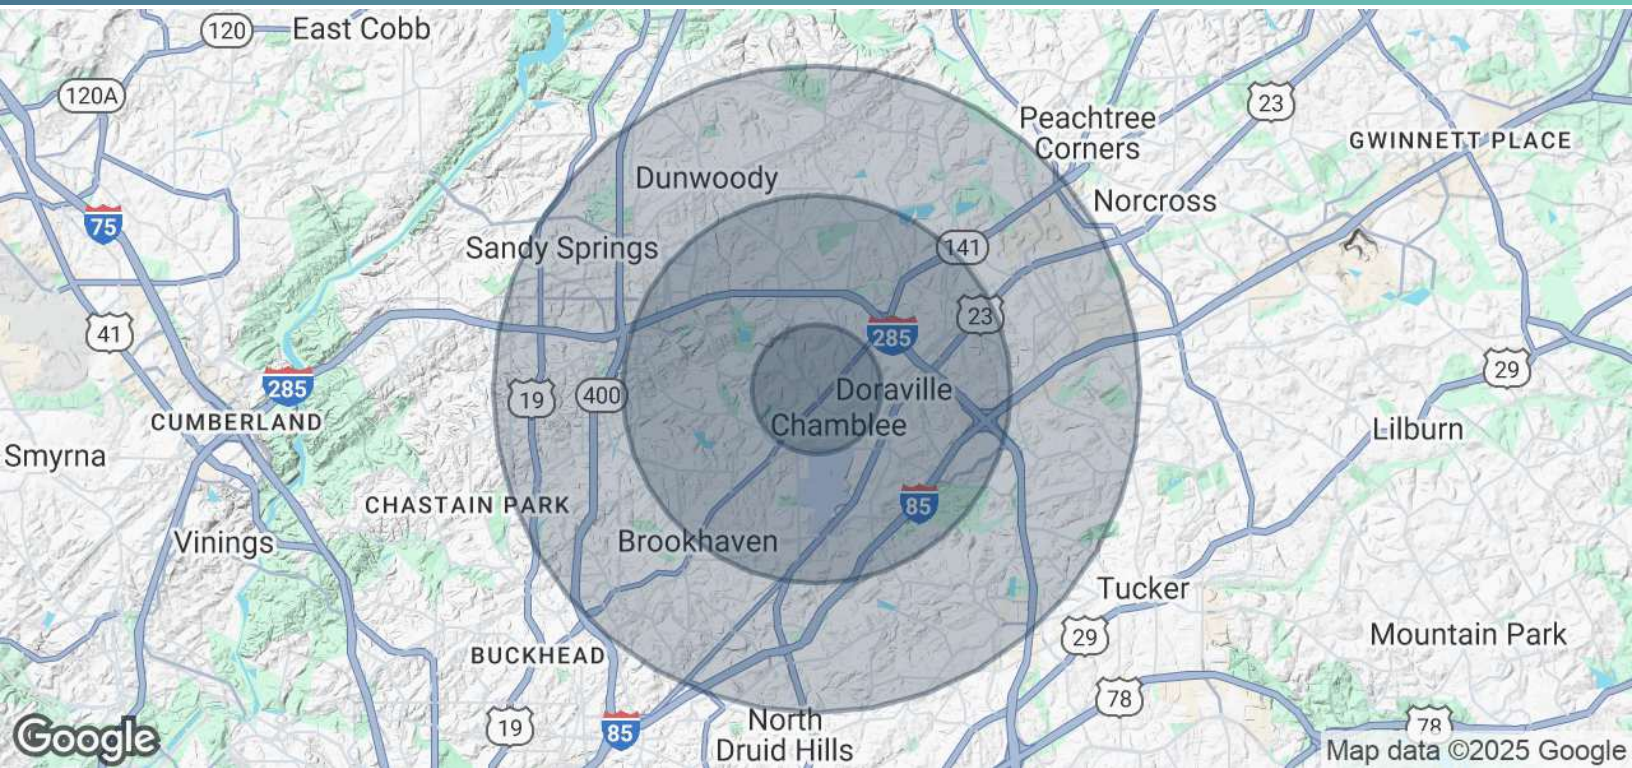 120
East Cobb
120A
23
Peachtree
Corners
GWINNETT PLACE
Dunwoody
Norcross
75
Sandy Springs
141
23
41
285
29
285
19
400
Doraville
CUMBERLAND
Chamblee
Lilburn
Smyrna
CHASTAIN PARK
85
Vinings
Brookhaven
Tucker
29
Mountain Park
BUCKHEAD
78
19
85
North
Druid Hills
78
Google
Map data ©2025 Google